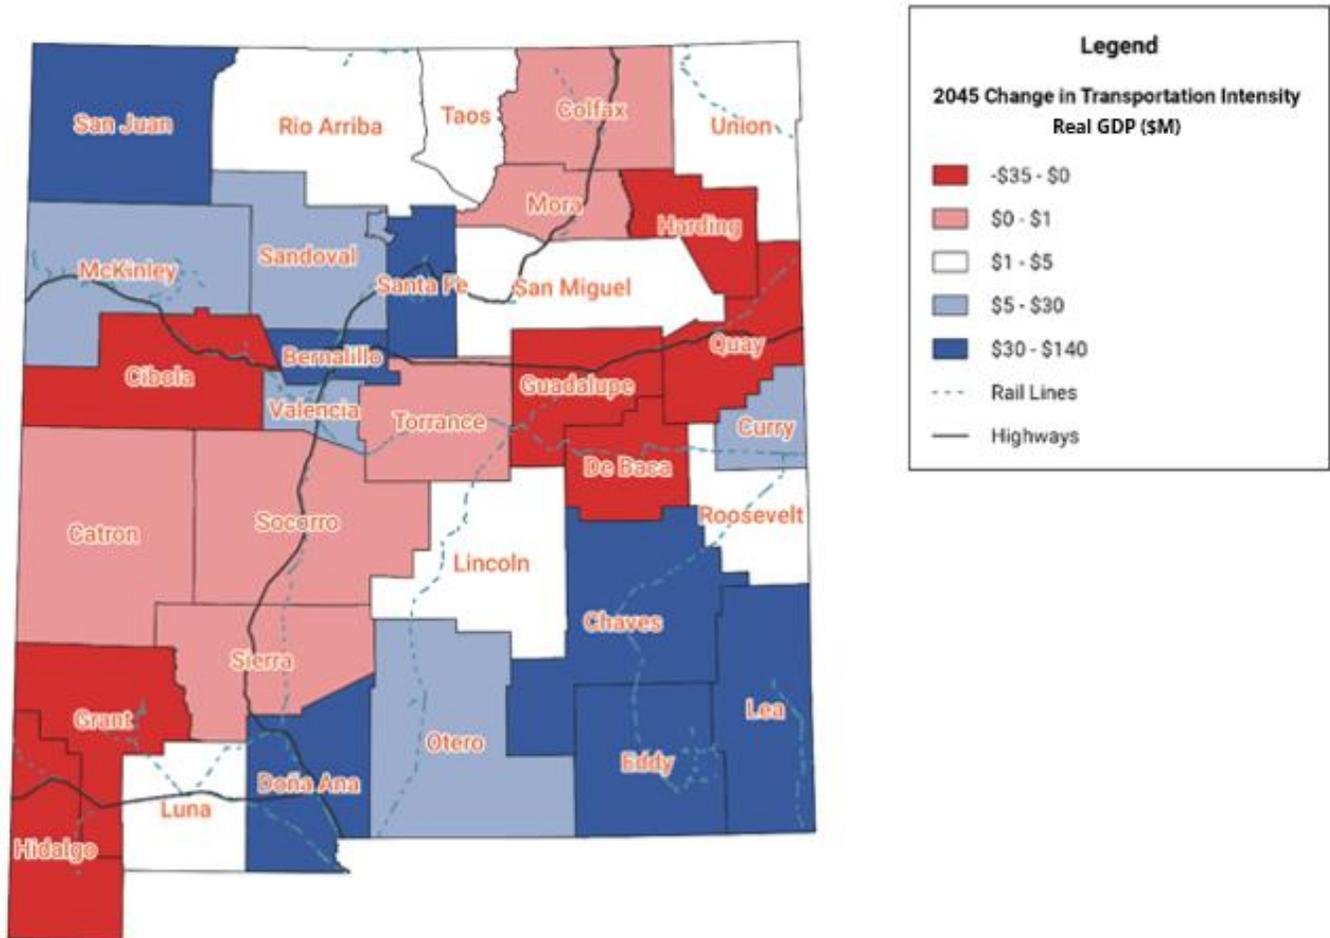 San Juan
Rio Arriba
Taos
Colfax
Union
Mora
Harding
McKinley
Sandoval
Santa Fe
San Miguel
Bernalillo
Quay
Cibola
Guadalupe
Valencia
Torrance
Curry
De Baca
Catron
Socorro
Roosevelt
Lincoln
Chaves
Sierra
Grant
Otero
Lea
Eddy
Doña Ana
Luna
Hidalgo
Legend
2045 Change in Transportation Intensity
Real GDP ($M)
-$35 - $0
$0 - $1
$1 - $5
$5 - $30
$30 - $140
Rail Lines
Highways